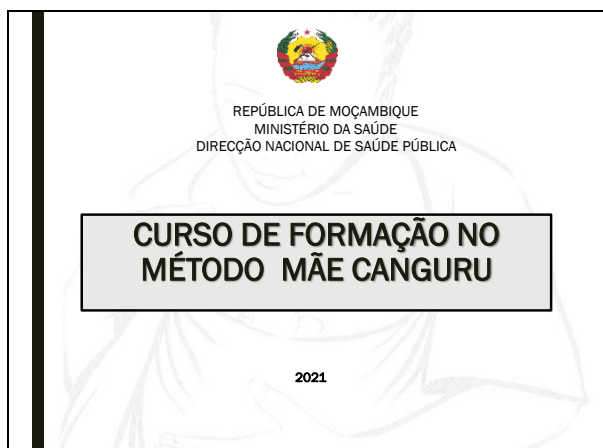 REPÚBLICA DE MOÇAMBIQUE
MINISTÉRIO DA SAÚDE
DIRECÇÃO NACIONAL DE SAÚDE PÚBLICA
CURSO DE FORMAÇÃO NO
MÉTODO MÃE CANGURU
2021